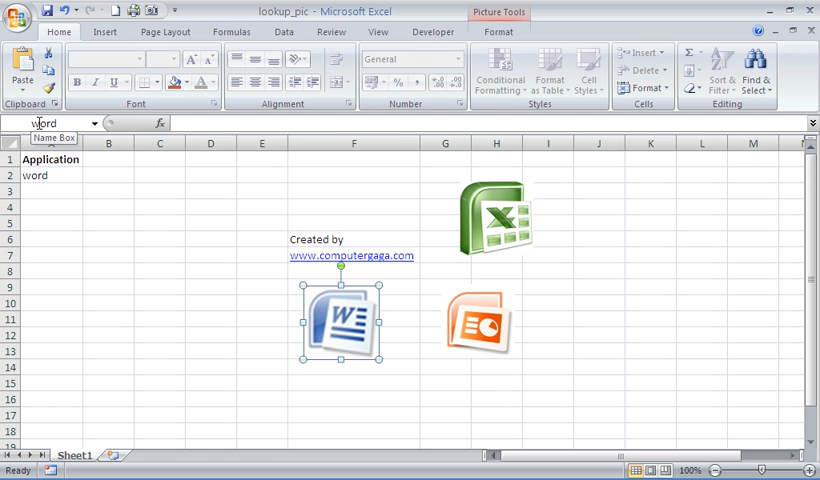 lookup_pic - Microsoft Excel
Picture Tools
Home
Insert
Page Layout
Formulas
Data
Review
View
Developer
Format
Paste
Clipboard
B I U
A A
Font
Alignment
General
% ,
Number
Conditional Formatting
Format as Table
Cell Styles
Styles
Insert
Delete
Format
Cells
Σ
Sort & Filter
Find & Select
Editing
word
fx
Name Box
A B C D E F G H I J K L M
1 Application
2 word
3
4
5
6 Created by
7 www.computergaga.com
8
9
10
11
12
13
14
15
16
17
18
19
X
W
Sheet1
Ready
100%